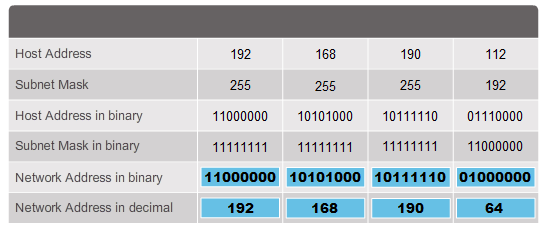 Host Address 192 168 190 112
Subnet Mask 255 255 255 192
Host Address in binary 11000000 10101000 10111110 01110000
Subnet Mask in binary 11111111 11111111 11111111 11000000
Network Address in binary 11000000 10101000 10111110 01000000
Network Address in decimal 192 168 190 64